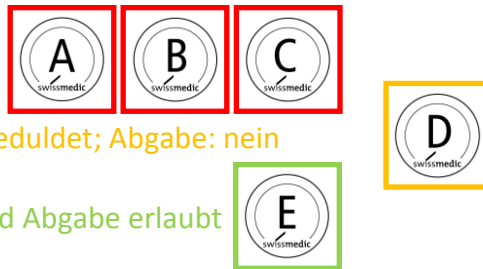 A B C
swissmedic swissmedic swissmedic
D
swissmedic
eduldet; Abgabe: nein
d Abgabe erlaubt
E
swissmedic